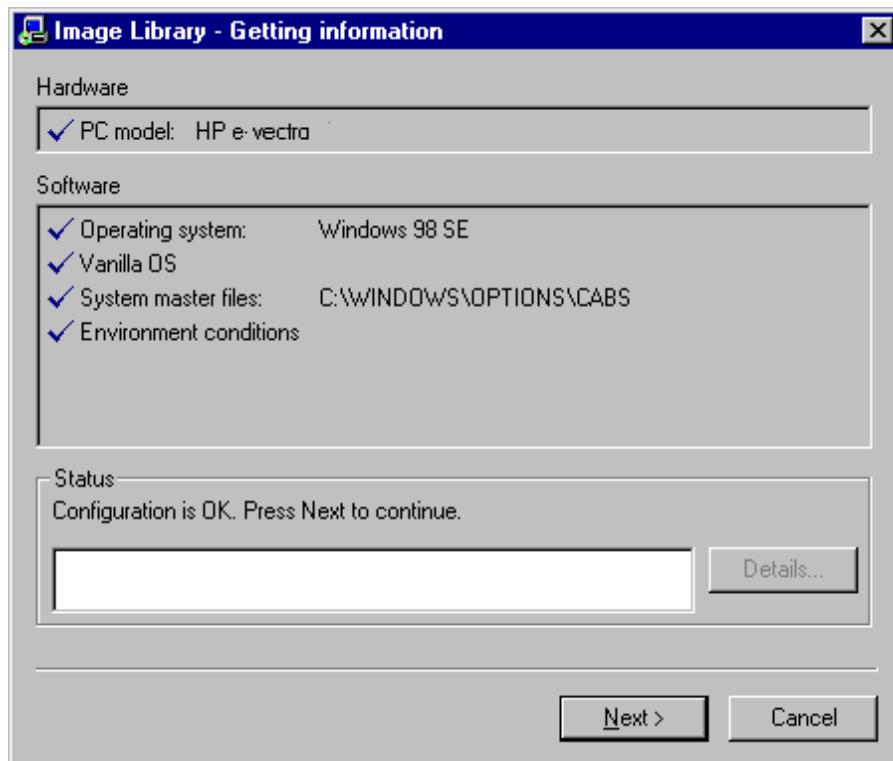 Image Library - Getting information
Hardware
PC model: HP e-vectra
Software
Operating system: Windows 98 SE
Vanilla OS
System master files: C:\WINDOWS\OPTIONS\CABS
Environment conditions
Status
Configuration is OK. Press Next to continue.
Details...
Next >
Cancel